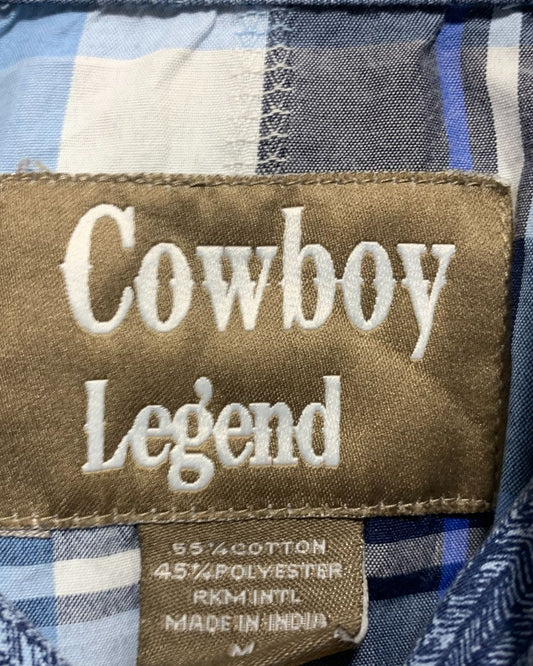 Cowboy
Legend
55% COTTON
45% POLYESTER
RKM INTL
MADE IN INDIA
M